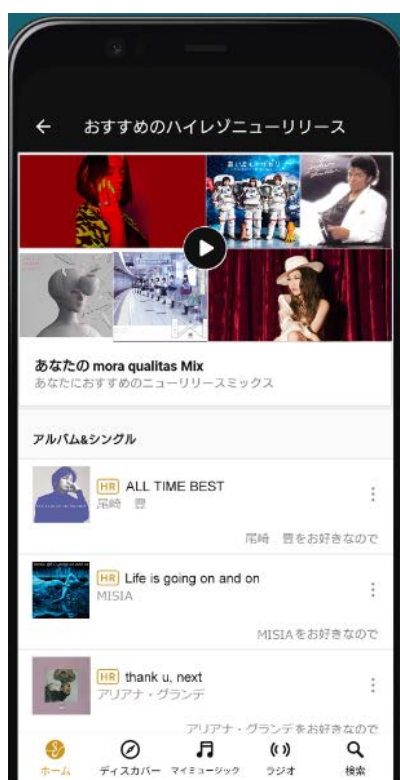 おすすめのハイレゾニューリリース
あなたの mora qualitas Mix
あなたにおすすめのニューリリースミックス
アルバム&シングル
HR ALL TIME BEST
尾崎　豊
尾崎　豊をお好きなので
HR Life is going on and on
MISIA
MISIAをお好きなので
HR thank u, next
アリアナ・グランデ
アリアナ・グランデをお好きなので
ホーム ディスカバー マイミュージック ラジオ 検索